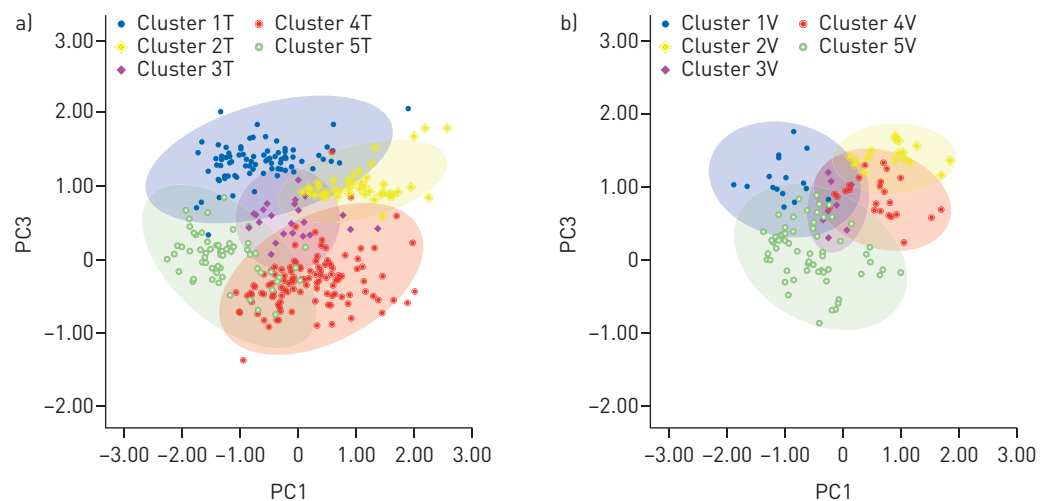 a)
Cluster 1T Cluster 4T
Cluster 2T Cluster 5T
Cluster 3T
3.00
2.00
1.00
0
−1.00
−2.00
PC3
−3.00 −2.00 −1.00 0 1.00 2.00 3.00
PC1
b)
Cluster 1V Cluster 4V
Cluster 2V Cluster 5V
Cluster 3V
3.00
2.00
1.00
0
−1.00
−2.00
PC3
−3.00 −2.00 −1.00 0 1.00 2.00 3.00
PC1